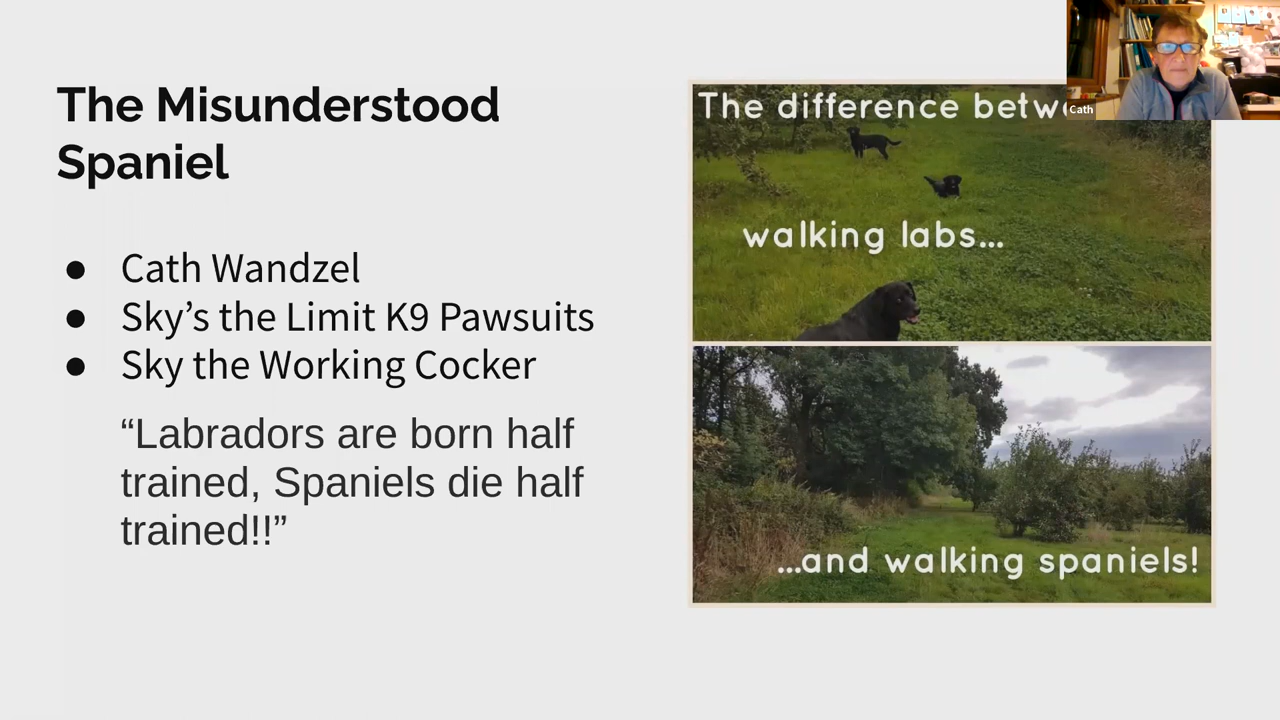 The Misunderstood
Spaniel
● Cath Wandzel
● Sky's the Limit K9 Pawsuits
● Sky the Working Cocker
“Labradors are born half
trained, Spaniels die half
trained!!”
The difference
walking labs...
...and walking spaniels!
Cath